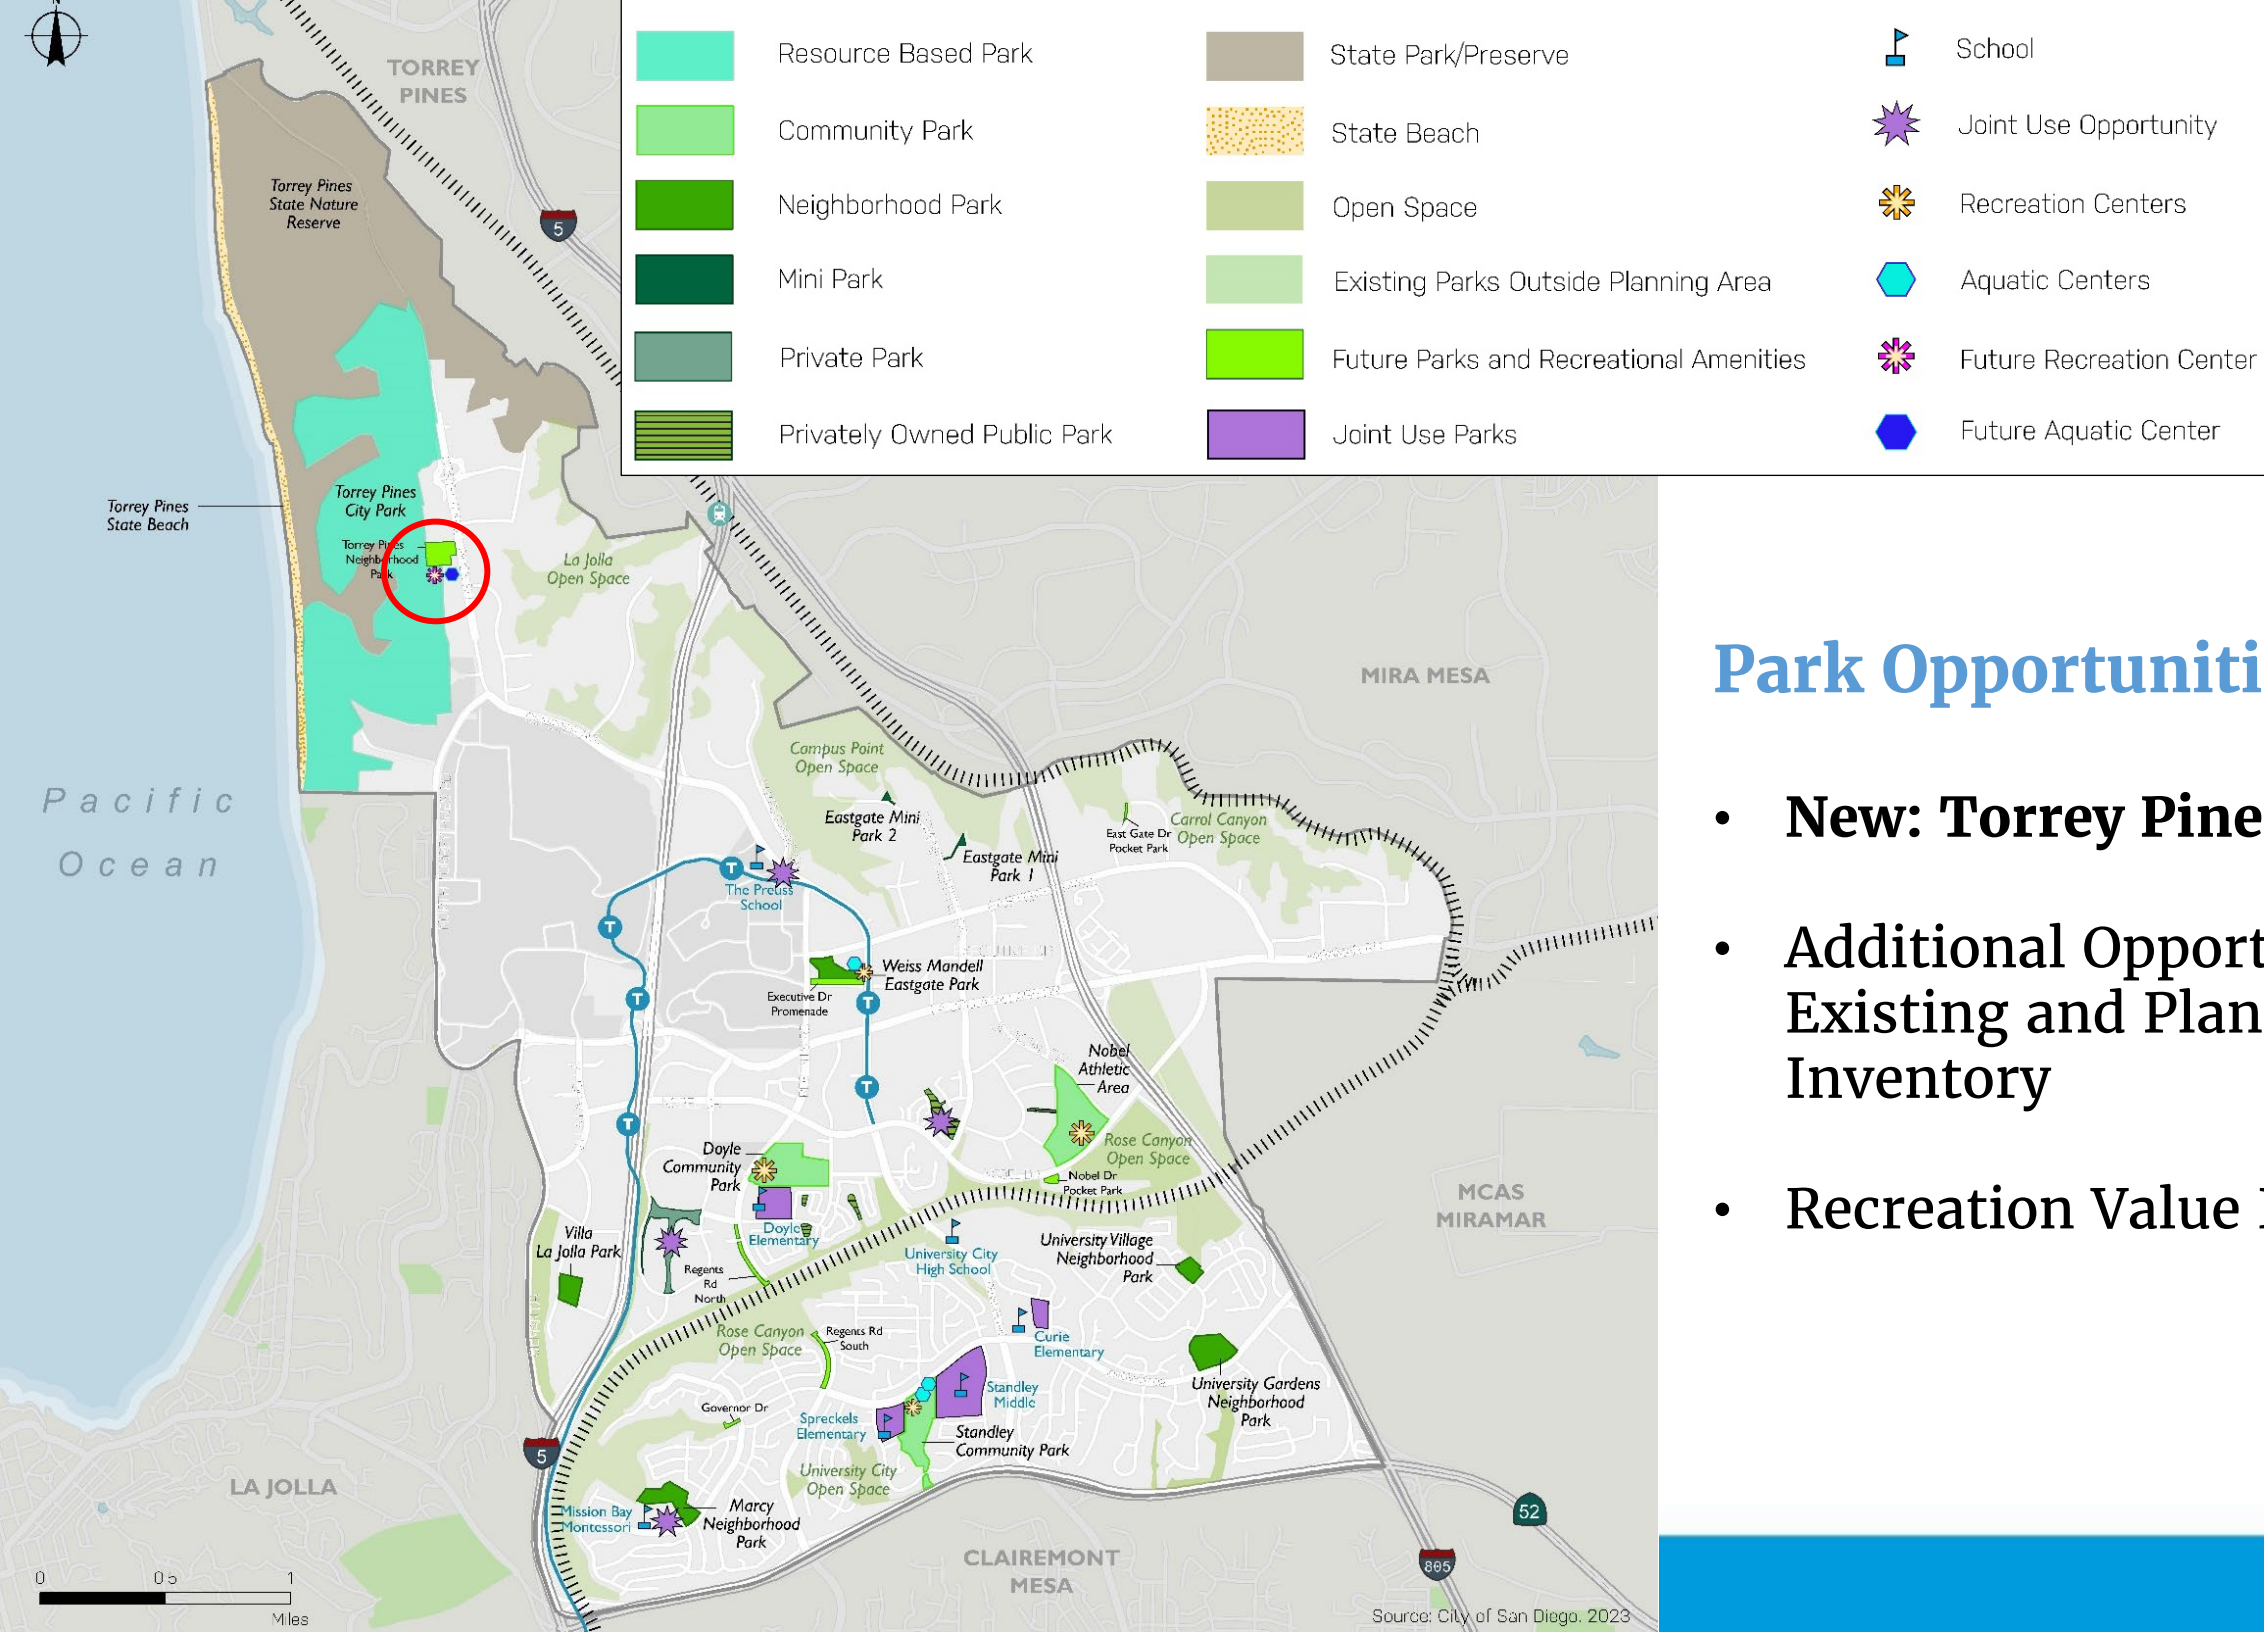 N
Resource Based Park
Community Park
Neighborhood Park
Mini Park
Private Park
Privately Owned Public Park
State Park/Preserve
State Beach
Open Space
Existing Parks Outside Planning Area
Future Parks and Recreational Amenities
Joint Use Parks
School
Joint Use Opportunity
Recreation Centers
Aquatic Centers
Future Recreation Center
Future Aquatic Center
TORREY
PINES
5
Torrey Pines
State Nature
Reserve
Torrey Pines
State Beach
Torrey Pines
City Park
Torrey Pines
Neighborhood
Park
La Jolla
Open Space
MIRA MESA
Pacific
Ocean
Campus Point
Open Space
Eastgate Mini
Park 2
Eastgate Mini
Park 1
East Gate Dr
Pocket Park
Carrol Canyon
Open Space
T
The Preuss
School
T
T
T
T
T
Weiss Mandell
Eastgate Park
Executive Dr
Promenade
Nobel
Athletic
Area
Rose Canyon
Open Space
Nobel Dr
Pocket Park
Doyle
Community
Park
Doyle
Elementary
Villa
La Jolla Park
Regents
Rd
North
University City
High School
University Village
Neighborhood
Park
MCAS
MIRAMAR
Rose Canyon
Open Space
Regents Rd
South
Curie
Elementary
Governor Dr
Spreckels
Elementary
Standley
Middle
Standley
Community Park
University Gardens
Neighborhood
Park
University City
Open Space
5
LA JOLLA
Mission Bay
Montessori
Marcy
Neighborhood
Park
CLAIREMONT
MESA
52
805
0 0 5 1
Miles
Source: City of San Diego. 2023
Park Opportuniti
• New: Torrey Pine
• Additional Opport
Existing and Plan
Inventory
• Recreation Value